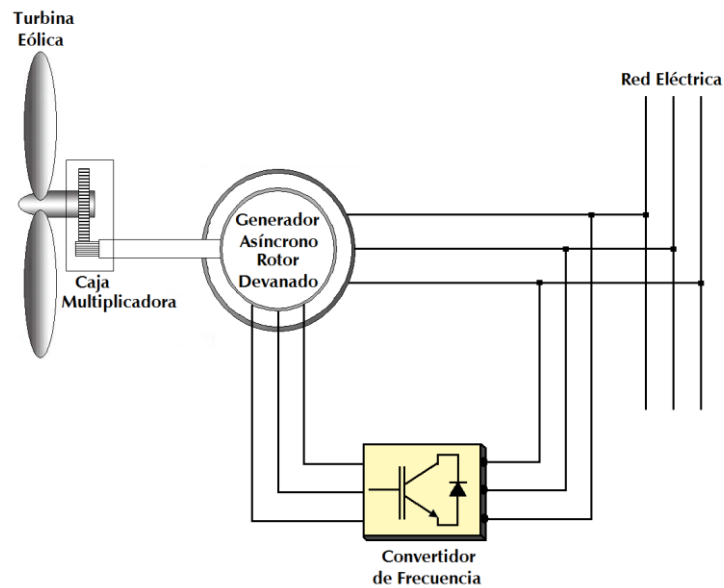 Turbina
Eólica
Red Eléctrica
Generador
Asíncrono
Rotor
Devanado
Caja
Multiplicadora
Convertidor
de Frecuencia